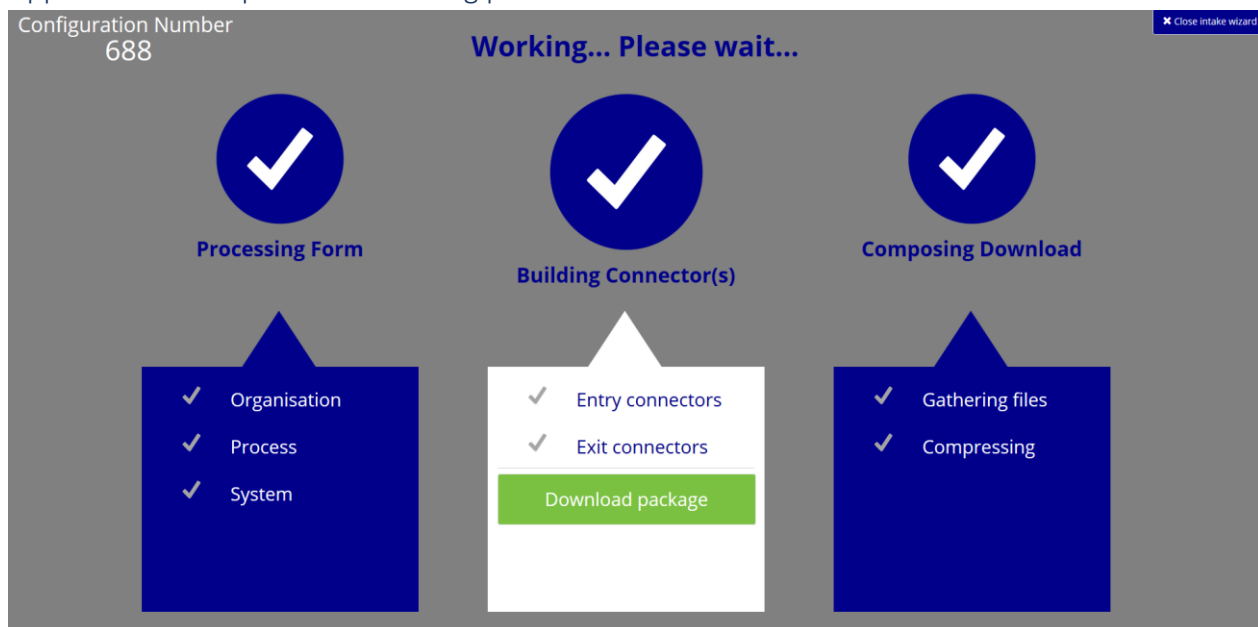 Configuration Number
688
Working... Please wait...
✖ Close intake wizard
Processing Form
Building Connector(s)
Composing Download
Organisation
Process
System
Entry connectors
Exit connectors
Download package
Gathering files
Compressing